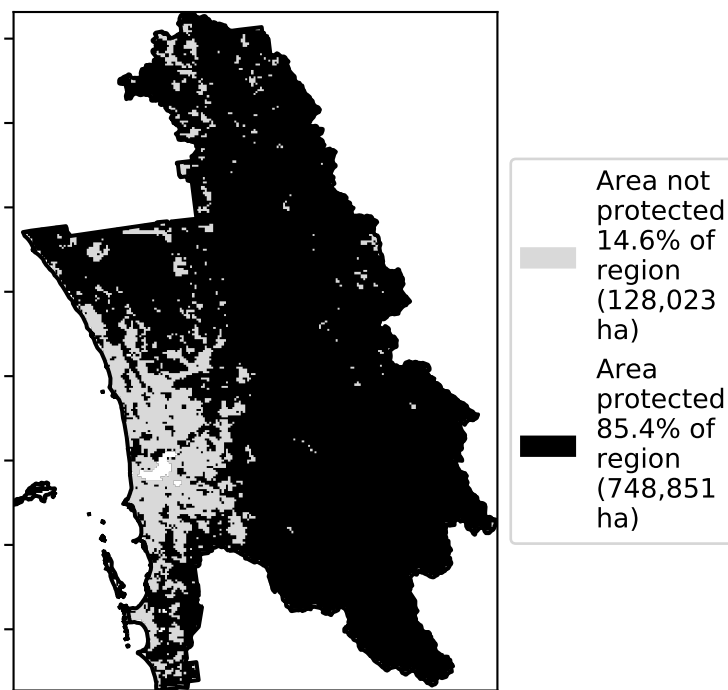 Area not
protected
14.6% of
region
(128,023
ha)
Area
protected
85.4% of
region
(748,851
ha)